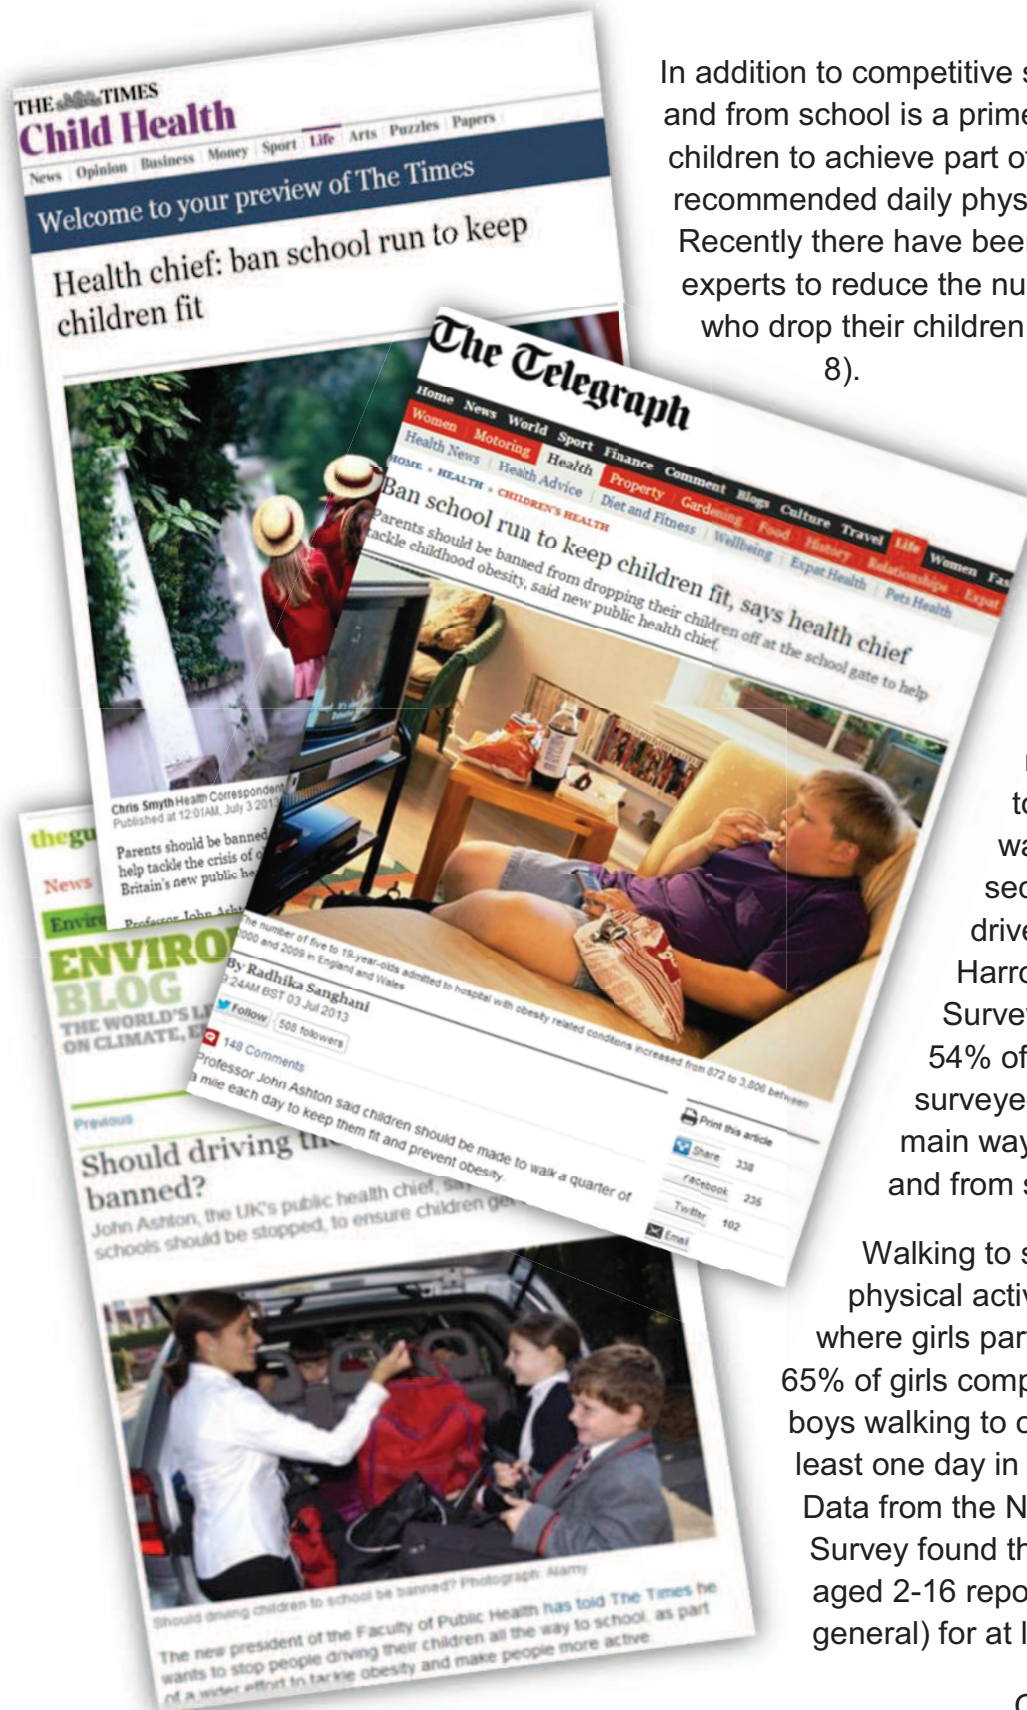 THE TIMES
Child Health
News Opinion Business Money Sport Life Arts Puzzles Papers
Welcome to your preview of The Times
Health chief: ban school run to keep
children fit
Chris Smyth Health Correspondent
Published at 12:01AM, July 3 2013
Parents should be banned
help tackle the crisis of
Britain's new public
Professor John
The Telegraph
Home News World Sport Finance Comment Blogs Culture Travel Life Women Fas
Women Motoring Health Property Gardening Food History Relationships Expat
Health News Health Advice Diet and Fitness Wellbeing Expat Health Pets Health
HOME » HEALTH » CHILDREN'S HEALTH
Ban school run to keep children fit, says health chief
Parents should be banned from dropping their children off at the school gate to help
tackle childhood obesity, said new public health chief.
The number of five to 19-year-olds admitted to hospital with obesity related conditions increased from 872 to 3,806 between
2000 and 2009 in England and Wales
By Radhika Sanghani
9:24AM BST 03 Jul 2013
Follow 508 followers
148 Comments
Professor John Ashton said children should be made to walk a quarter of
a mile each day to keep them fit and prevent obesity.
Print this article
Share 338
Facebook 235
Twitter 102
Email
thegu
News
Enviro
ENVIRO
BLOG
THE WORLD'S L
ON CLIMATE, E
Previous
Should driving th
banned?
John Ashton, the UK's public health chief, say
schools should be stopped, to ensure children get
Should driving children to school be banned? Photograph: Alamy
The new president of the Faculty of Public Health has told The Times he
wants to stop people driving their children all the way to school, as part
of a wider effort to tackle obesity and make people more active.
In addition to competitive s
and from school is a prime
children to achieve part of
recommended daily phys
Recently there have been
experts to reduce the nu
who drop their children
8).
to
wa
sec
drive
Harro
Survey
54% of
surveye
main way
and from s
Walking to s
physical activ
where girls par
65% of girls comp
boys walking to o
least one day in
Data from the N
Survey found th
aged 2-16 repo
general) for at l